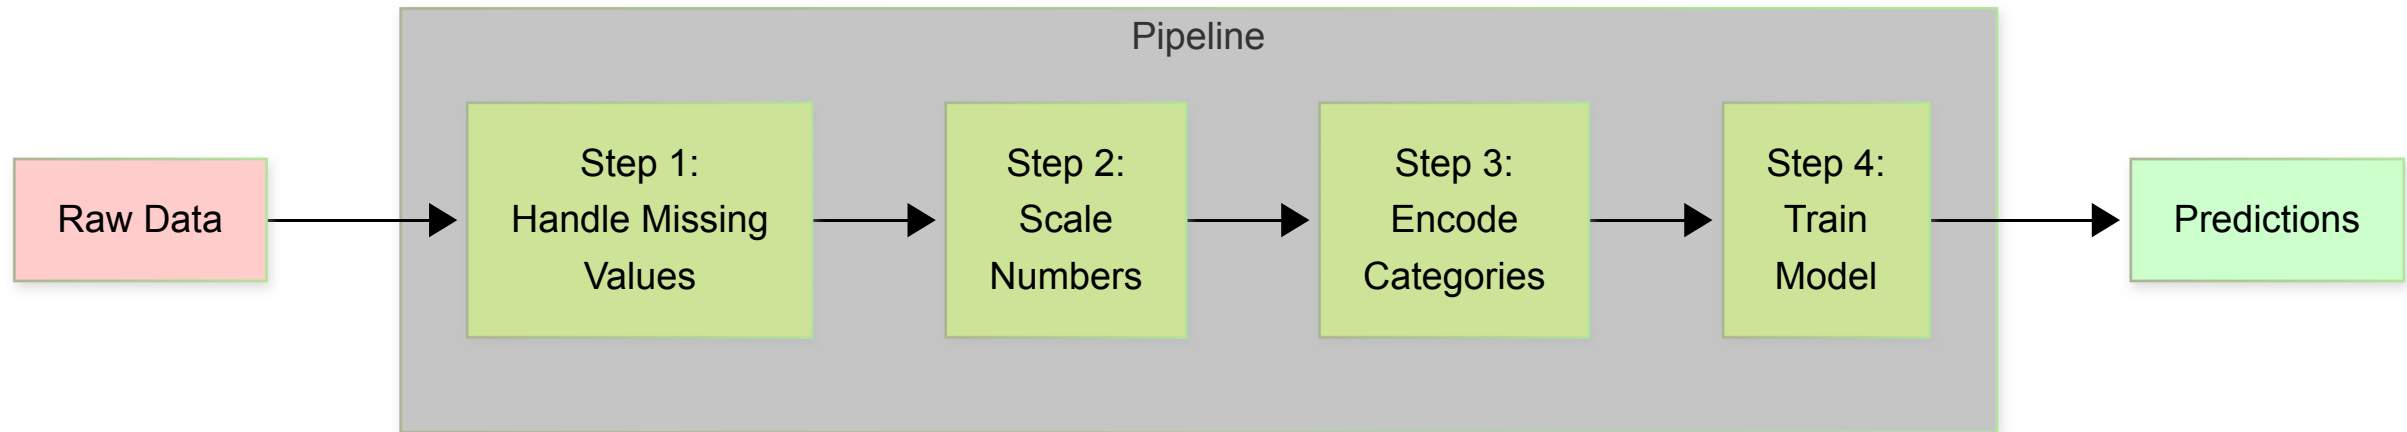 Pipeline
Raw Data
Step 1:
Handle Missing
Values
Step 2:
Scale
Numbers
Step 3:
Encode
Categories
Step 4:
Train
Model
Predictions